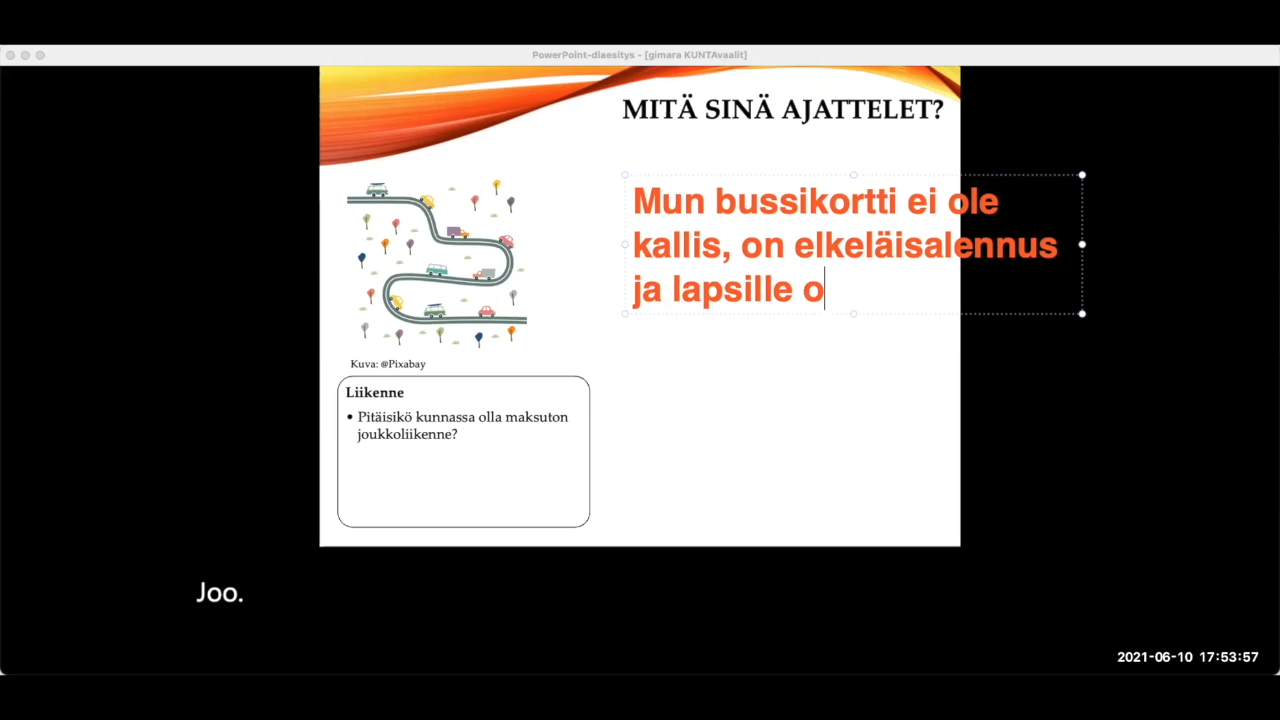 PowerPoint-diaesitys - [gimara KUNTAvaalit]
MITÄ SINÄ AJATTELET?
Mun bussikortti ei ole
kallis, on elkeläisalennus
ja lapsille o
Kuva: @Pixabay
Liikenne
• Pitäisikö kunnassa olla maksuton
joukkoliikenne?
Joo.
2021-06-10 17:53:57